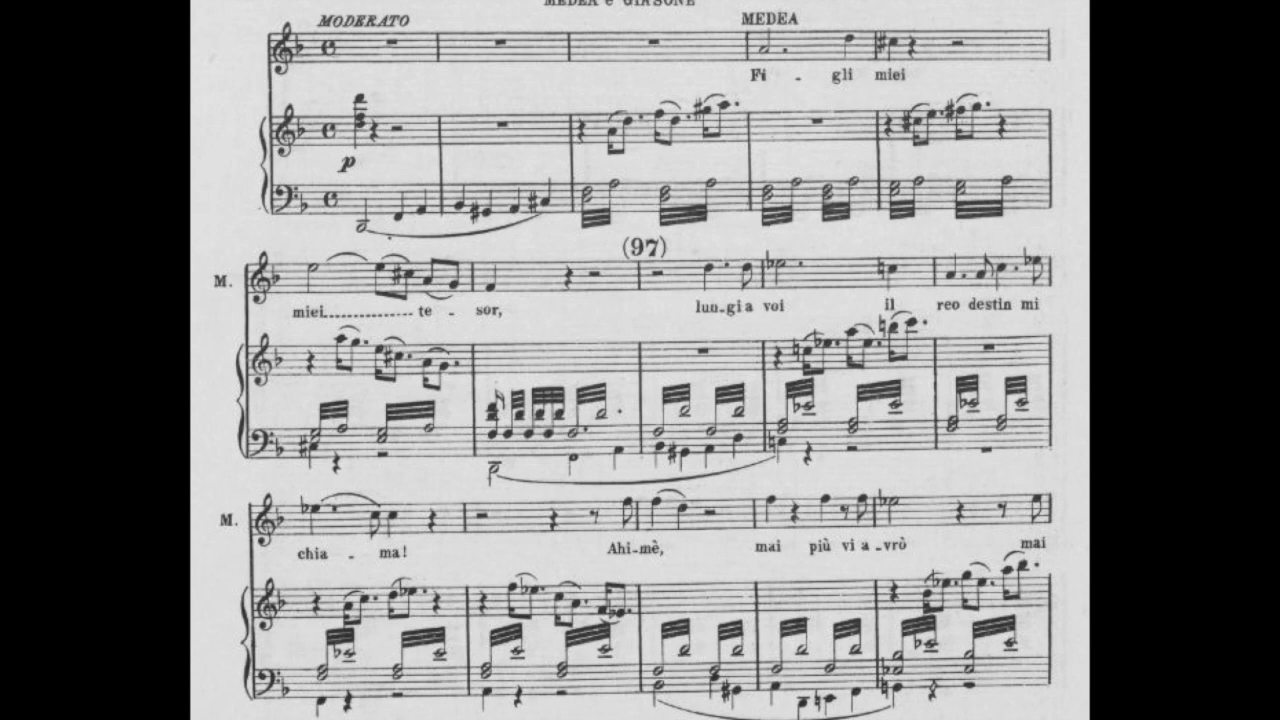 MEDEA e GIASONE
MODERATO
MEDEA
Fi - gli miei
p
(97)
M.
miei............... te - sor, lun-gi a voi il reo destin mi
M.
chia - ma! Ahi-mè, mai più vi a-vrò mai